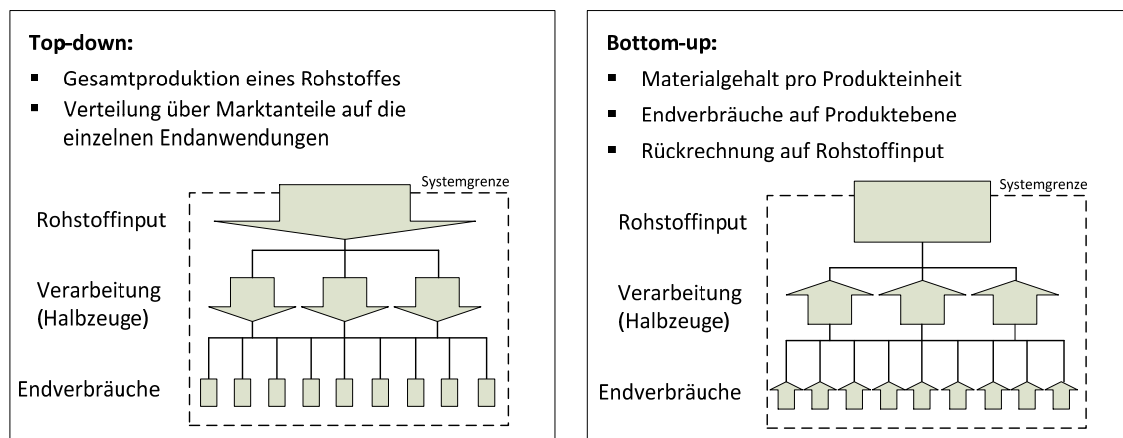 Top-down:
▪ Gesamtproduktion eines Rohstoffes
▪ Verteilung über Marktanteile auf die
einzelnen Endanwendungen
Systemgrenze
Rohstoffinput
Verarbeitung
(Halbzeuge)
Endverbräuche
Bottom-up:
▪ Materialgehalt pro Produkteinheit
▪ Endverbräuche auf Produktebene
▪ Rückrechnung auf Rohstoffinput
Systemgrenze
Rohstoffinput
Verarbeitung
(Halbzeuge)
Endverbräuche